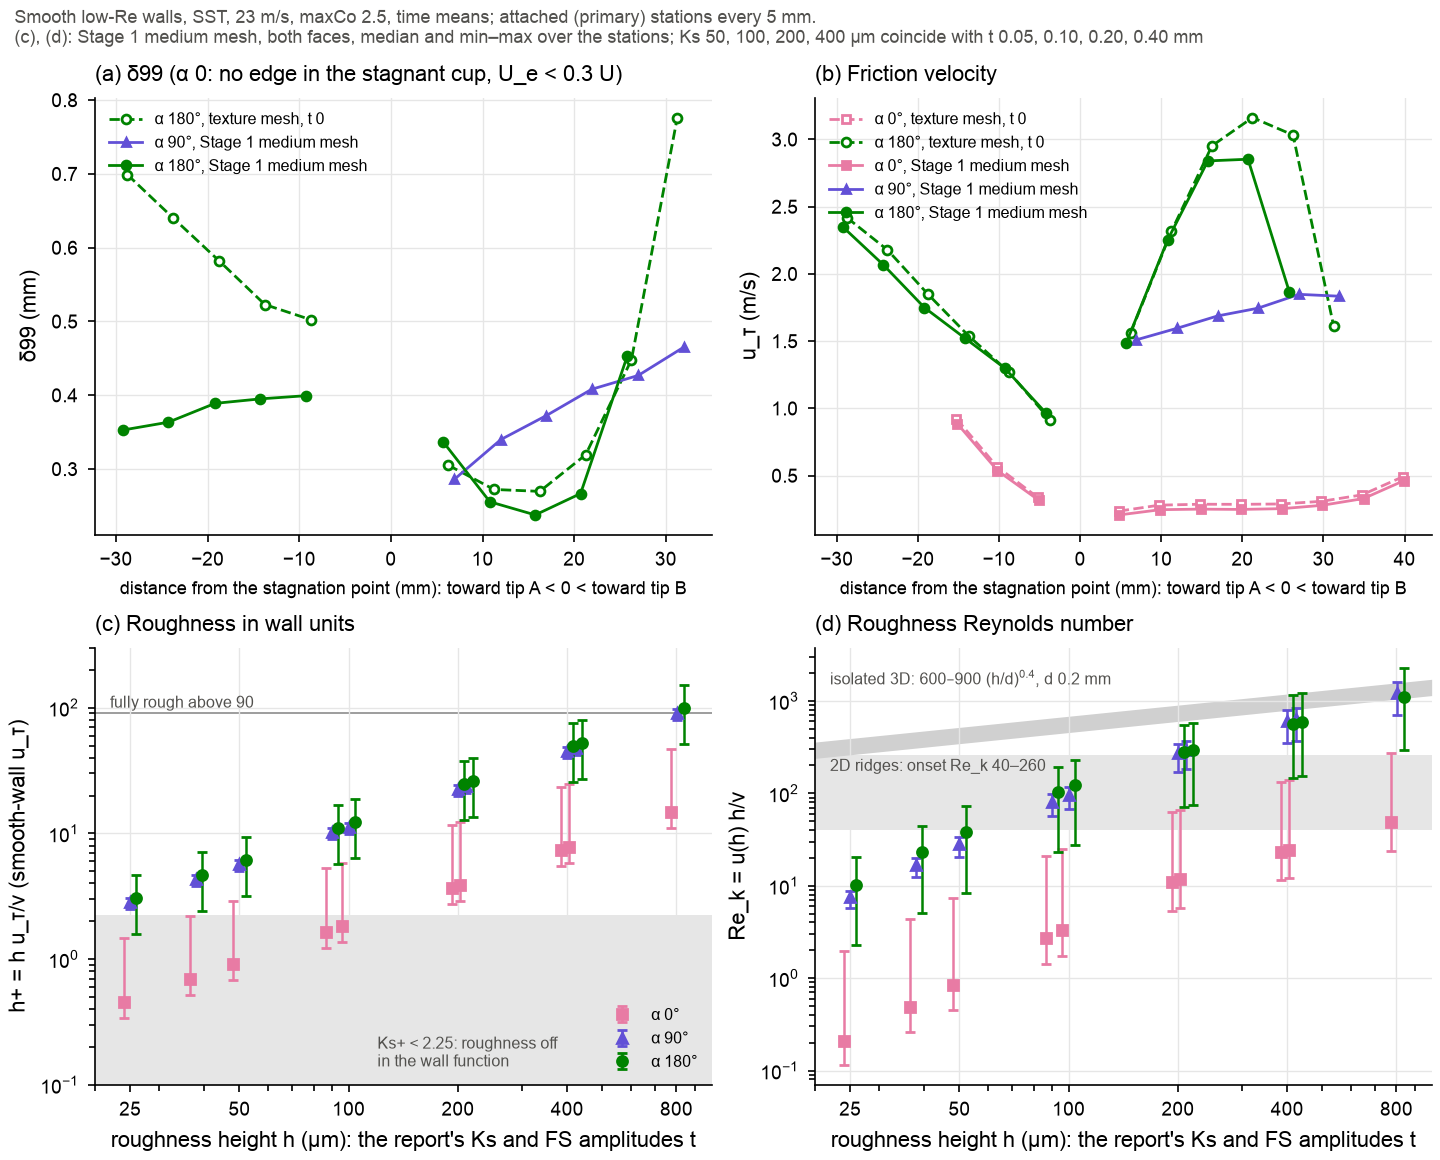 Smooth low-Re walls, SST, 23 m/s, maxCo 2.5, time means; attached (primary) stations every 5 mm.
(c), (d): Stage 1 medium mesh, both faces, median and min–max over the stations; Ks 50, 100, 200, 400 µm coincide with t 0.05, 0.10, 0.20, 0.40 mm
(a) δ99 (α 0: no edge in the stagnant cup, U_e < 0.3 U)
α 180°, texture mesh, t 0
α 90°, Stage 1 medium mesh
α 180°, Stage 1 medium mesh
δ99 (mm)
0.8
0.7
0.6
0.5
0.4
0.3
−30
−20
−10
0
10
20
30
distance from the stagnation point (mm): toward tip A < 0 < toward tip B
(b) Friction velocity
α 0°, texture mesh, t 0
α 180°, texture mesh, t 0
α 0°, Stage 1 medium mesh
α 90°, Stage 1 medium mesh
α 180°, Stage 1 medium mesh
u_τ (m/s)
3.0
2.5
2.0
1.5
1.0
0.5
−30
−20
−10
0
10
20
30
40
distance from the stagnation point (mm): toward tip A < 0 < toward tip B
(c) Roughness in wall units
fully rough above 90
h+ = h u_τ/ν (smooth-wall u_τ)
10²
10¹
10⁰
10⁻¹
Ks+ < 2.25: roughness off
in the wall function
α 0°
α 90°
α 180°
25
50
100
200
400
800
roughness height h (µm): the report's Ks and FS amplitudes t
(d) Roughness Reynolds number
isolated 3D: 600–900 (h/d)⁰·⁴, d 0.2 mm
2D ridges: onset Re_k 40–260
Re_k = u(h) h/ν
10³
10²
10¹
10⁰
10⁻¹
25
50
100
200
400
800
roughness height h (µm): the report's Ks and FS amplitudes t